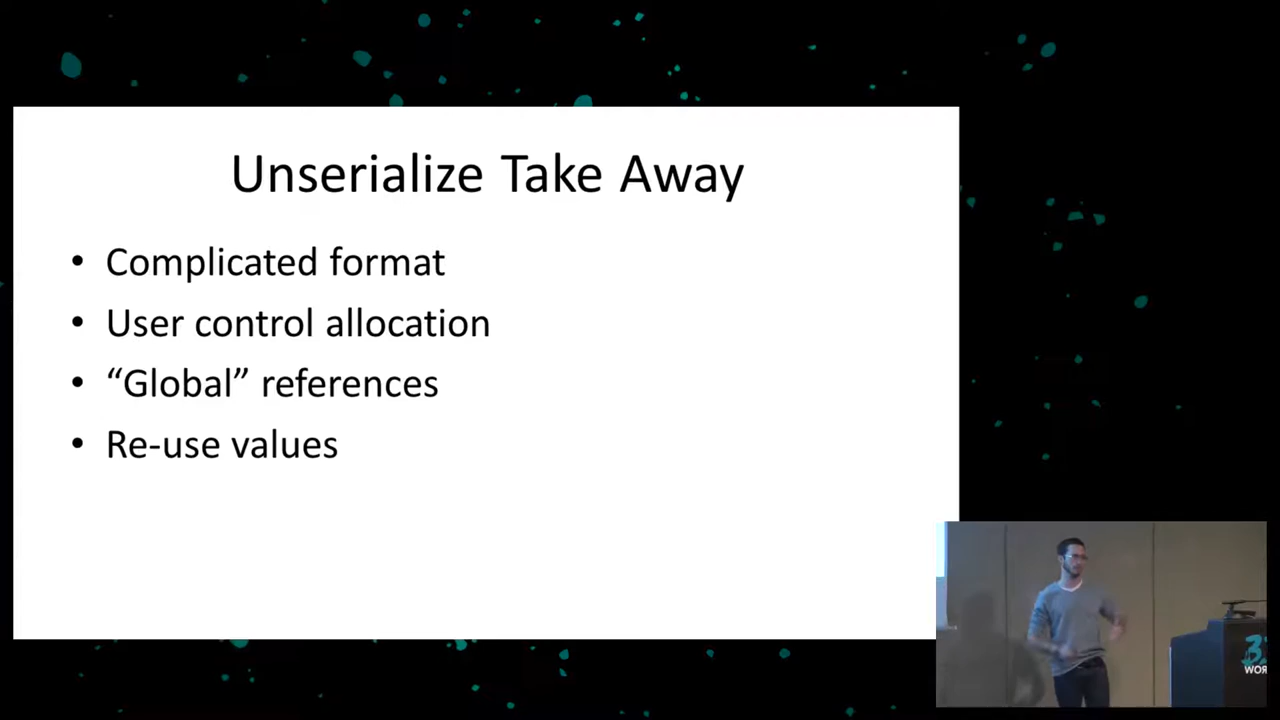 Unserialize Take Away
• Complicated format
• User control allocation
• “Global” references
• Re-use values